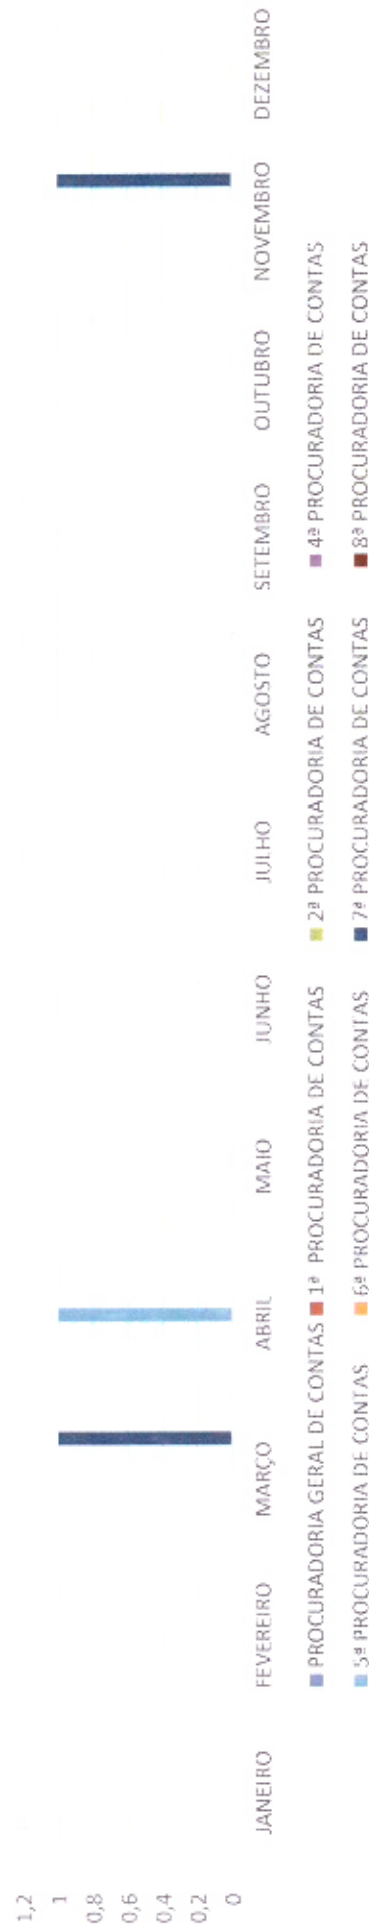 1,2
1
0,8
0,6
0,4
0,2
0
JANEIRO
FEVEREIRO
MARÇO
ABRIL
MAIO
JUNHO
JULHO
AGOSTO
SETEMBRO
OUTUBRO
NOVEMBRO
DEZEMBRO
PROCURADORIA GERAL DE CONTAS
1ª PROCURADORIA DE CONTAS
2ª PROCURADORIA DE CONTAS
4ª PROCURADORIA DE CONTAS
5ª PROCURADORIA DE CONTAS
6ª PROCURADORIA DE CONTAS
7ª PROCURADORIA DE CONTAS
8ª PROCURADORIA DE CONTAS